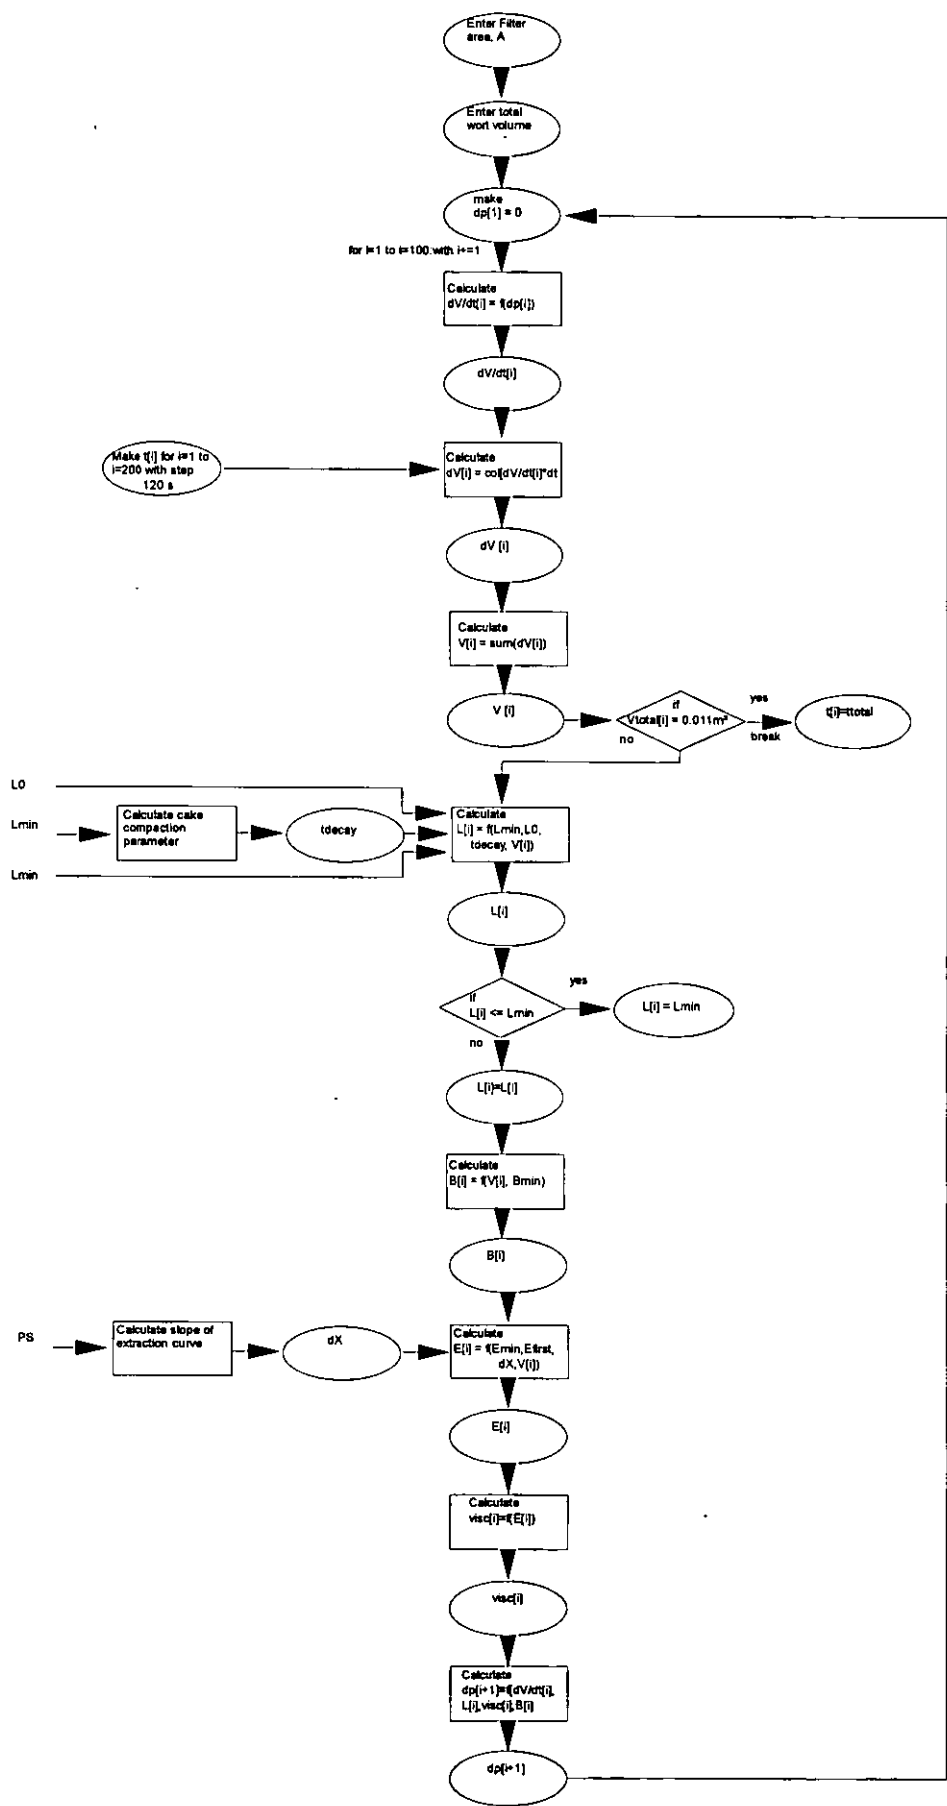 Enter Filter
area, A
Enter total
wort volume
make
dp[1] = 0
for i=1 to i=100:with i+=1
Calculate
dV/dt[i] = f(dp[i])
dV/dt[i]
Make t[i] for i=1 to
i=200 with step
120 s
Calculate
dV[i] = col[dV/dt[i]*dt
dV [i]
Calculate
V[i] = sum(dV[i])
V [i]
if
Vtotal[i] = 0.011m³
yes
break
no
t[i]=ttotal
L0
Lmin
Lmin
Calculate cake
compaction
parameter
tdecay
Calculate
L[i] = f(Lmin,L0,
tdecay, V[i])
L[i]
if
L[i] <= Lmin
yes
no
L[i] = Lmin
L[i]=L[i]
Calculate
B[i] = f(V[i], Bmin)
B[i]
PS
Calculate slope of
extraction curve
dX
Calculate
E[i] = f(Emin,Efirst,
dX,V[i])
E[i]
Calculate
visc[i]=f(E[i])
visc[i]
Calculate
dp[i+1]=f[dV/dt[i],
L[i],visc[i],B[i]
dp[i+1]